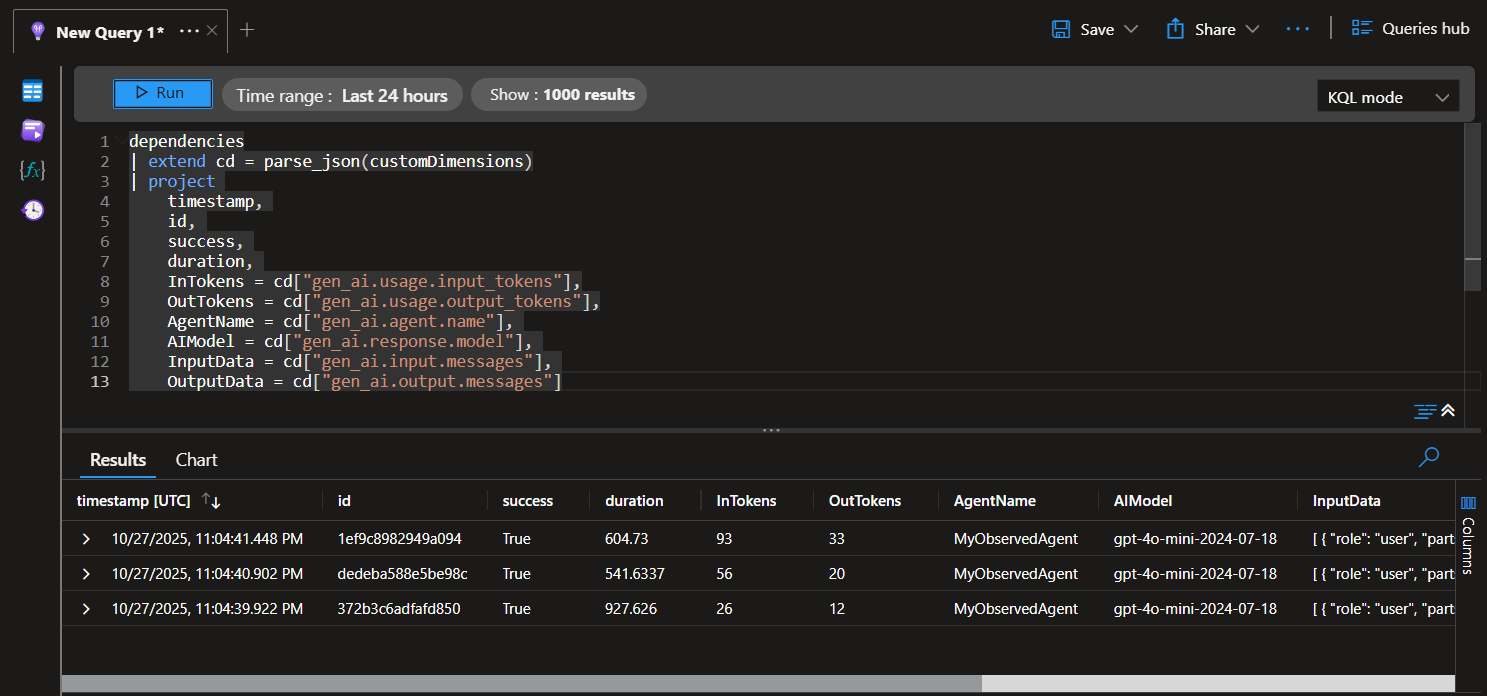 New Query 1* ···
Save Share ··· Queries hub
Run Time range : Last 24 hours Show : 1000 results KQL mode
1 dependencies
2 | extend cd = parse_json(customDimensions)
3 | project
4 timestamp,
5 id,
6 success,
7 duration,
8 InTokens = cd["gen_ai.usage.input_tokens"],
9 OutTokens = cd["gen_ai.usage.output_tokens"],
10 AgentName = cd["gen_ai.agent.name"],
11 AIModel = cd["gen_ai.response.model"],
12 InputData = cd["gen_ai.input.messages"],
13 OutputData = cd["gen_ai.output.messages"]
Results Chart
timestamp [UTC] id success duration InTokens OutTokens AgentName AIModel InputData
10/27/2025, 11:04:41.448 PM 1ef9c8982949a094 True 604.73 93 33 MyObservedAgent gpt-4o-mini-2024-07-18 [ { "role": "user", "part
10/27/2025, 11:04:40.902 PM dedeba588e5be98c True 541.6337 56 20 MyObservedAgent gpt-4o-mini-2024-07-18 [ { "role": "user", "part
10/27/2025, 11:04:39.922 PM 372b3c6adfafd850 True 927.626 26 12 MyObservedAgent gpt-4o-mini-2024-07-18 [ { "role": "user", "part
Columns